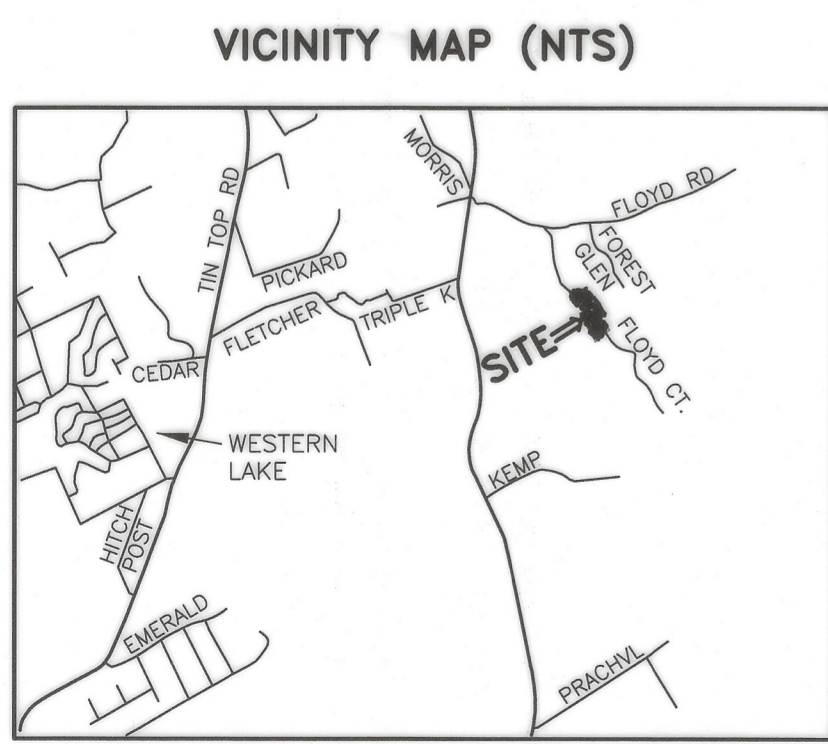 VICINITY MAP (NTS)
MORRIS
FLOYD RD
TIN TOP RD
FOREST
GLEN
PICKARD
FLETCHER
TRIPLE K
SITE
FLOYD CT.
CEDAR
WESTERN
LAKE
KEMP
HITCH
POST
EMERALD
PRACHVL